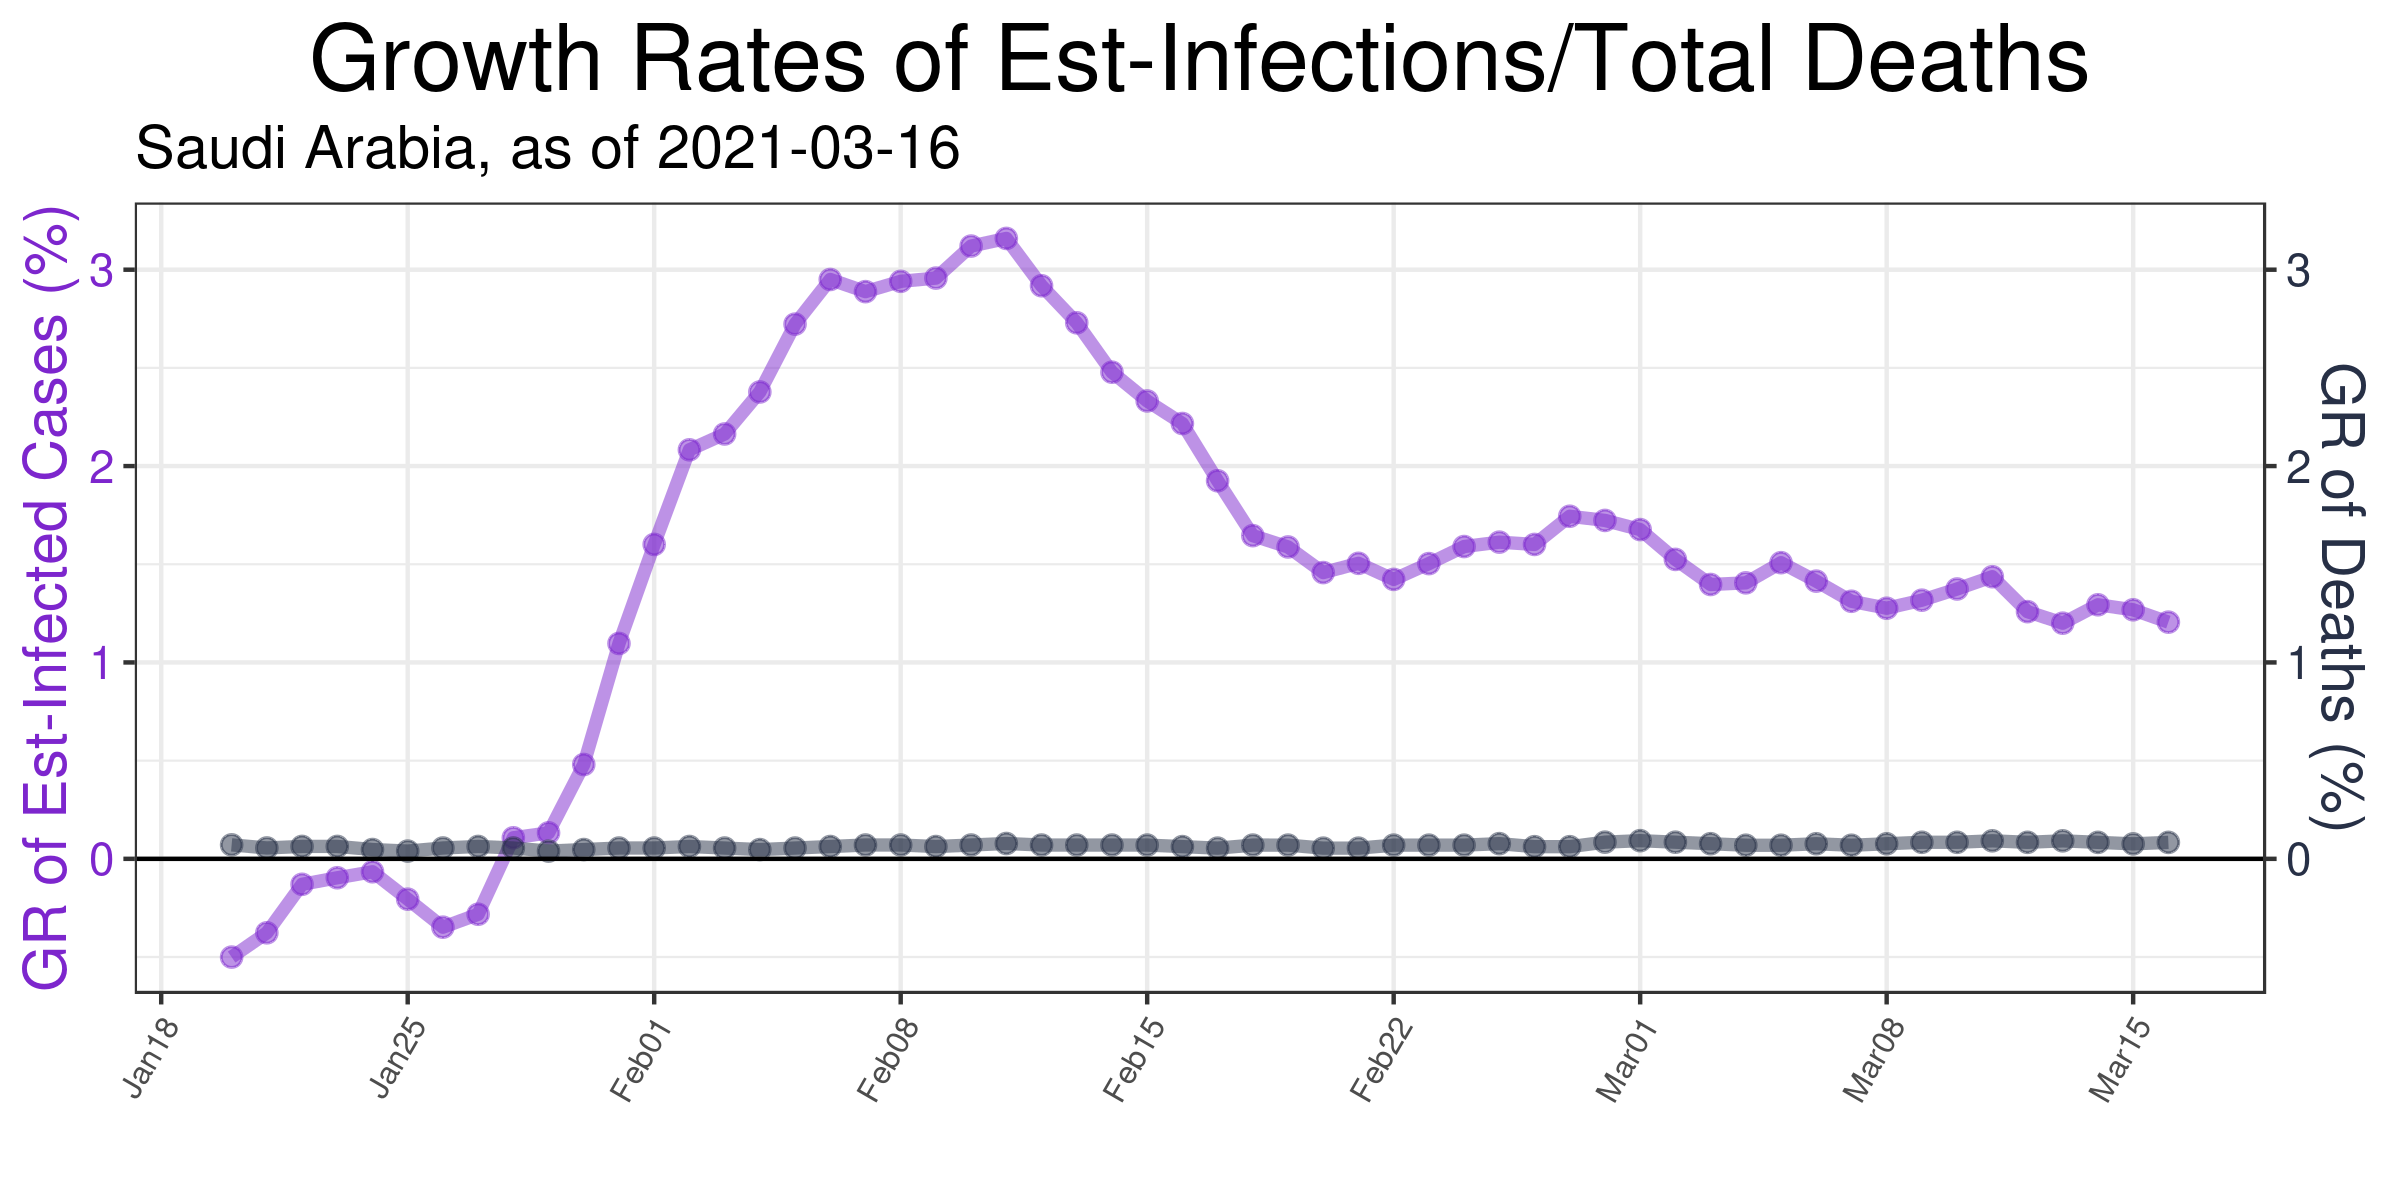 Growth Rates of Est-Infections/Total Deaths
Saudi Arabia, as of 2021-03-16
GR of Est-Infected Cases (%)
3
2
1
0
3
2
1
0
GR of Deaths (%)
Jan18
Jan25
Feb01
Feb08
Feb15
Feb22
Mar01
Mar08
Mar15